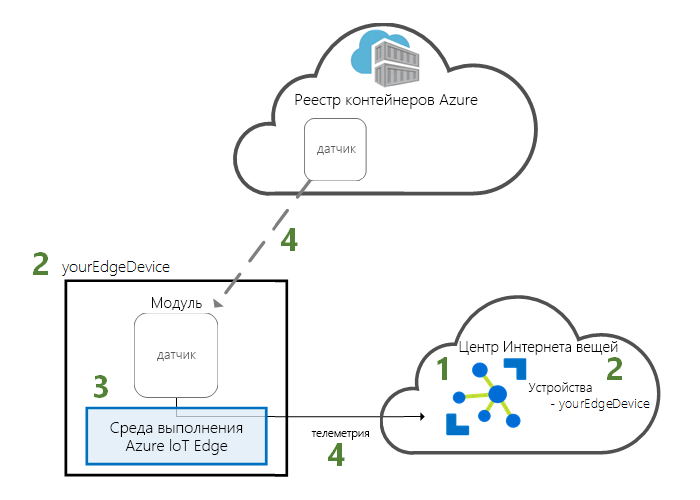 Реестр контейнеров Azure
датчик
4
2 yourEdgeDevice
Модуль
датчик
3
Среда выполнения
Azure IoT Edge
Центр Интернета вещей
1
2
Устройства
- yourEdgeDevice
телеметрия
4